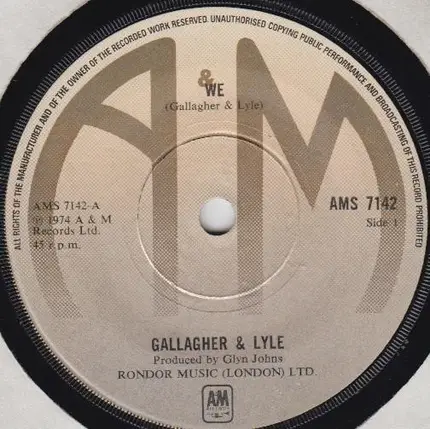 ALL RIGHTS OF THE MANUFACTURER AND OF THE OWNER OF THE RECORDED WORK RESERVED. UNAUTHORISED COPYING PUBLIC PERFORMANCE AND BROADCASTING OF THIS RECORD PROHIBITED
A&M
WE
(Gallagher & Lyle)
AMS 7142-A
℗ 1974 A & M
Records Ltd.
45 r.p.m.
AMS 7142
Side 1
GALLAGHER & LYLE
Produced by Glyn Johns
RONDOR MUSIC (LONDON) LTD
AM